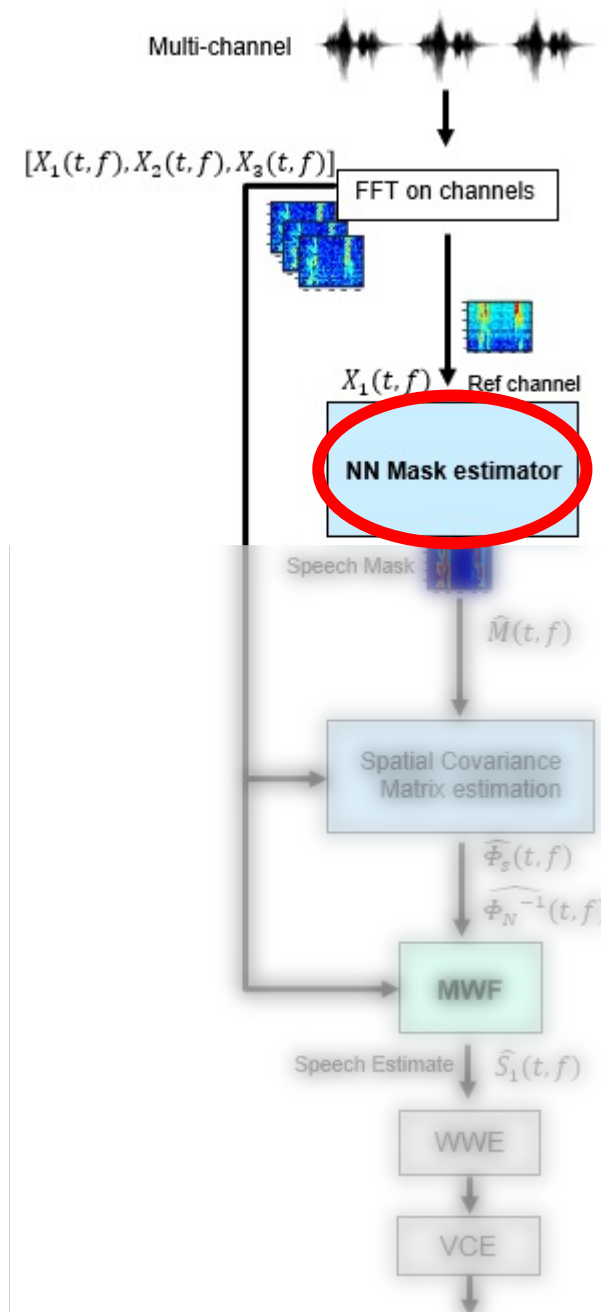 Multi-channel
[X₁(t,f), X₂(t,f), X₃(t,f)]
FFT on channels
X₁(t,f)
Ref channel
NN Mask estimator
Speech Mask
M̂(t,f)
Spatial Covariance
Matrix estimation
Φ̂ₛ(t,f)
Φ̂_N⁻¹(t,f)
MWF
Speech Estimate
Ŝ₁(t,f)
WWE
VCE